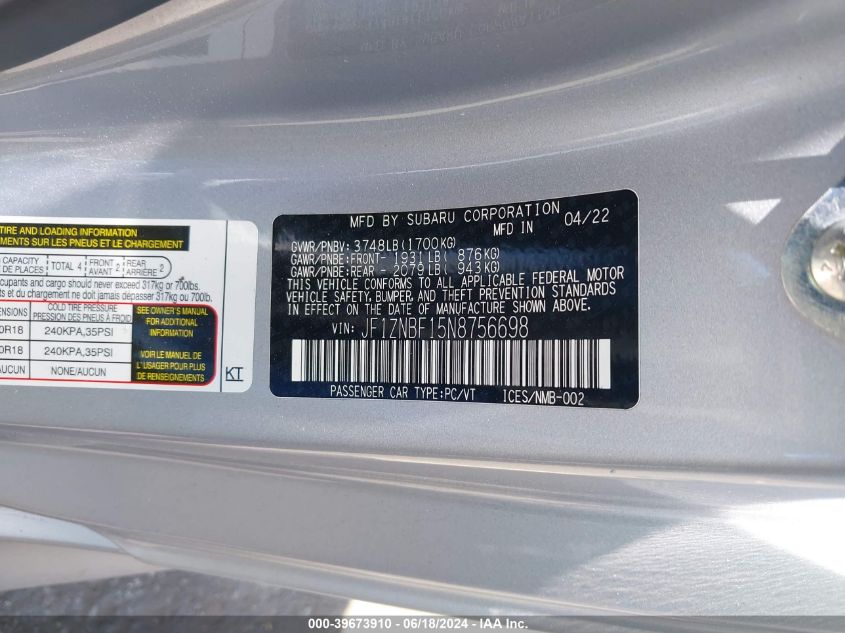 TIRE AND LOADING INFORMATION
SUR LES PNEUS ET LE CHARGEMENT
CAPACITY TOTAL 4 FRONT 2 REAR 2
DE PLACES AVANT ARRIÈRE
occupants and cargo should never exceed 317kg or 700lb.
ts et du chargement ne doit jamais dépasser 317kg ou 700lb.
COLD TIRE PRESSURE
PRESSION DES PNEUS À FROID
0R18 240KPA,35PSI
0R18 240KPA,35PSI
AUCUN NONE/AUCUN
SEE OWNER'S MANUAL
FOR ADDITIONAL
INFORMATION
VOIR LE MANUEL DE
L'USAGER POUR PLUS
DE RENSEIGNEMENTS
KT
MFD BY SUBARU CORPORATION
MFD IN 04/22
GVWR/PNBV: 3748LB(1700KG)
GAWR/PNBE:FRONT- 1931LB( 876KG)
GAWR/PNBE:REAR - 2079LB( 943KG)
THIS VEHICLE CONFORMS TO ALL APPLICABLE FEDERAL MOTOR
VEHICLE SAFETY, BUMPER, AND THEFT PREVENTION STANDARDS
IN EFFECT ON THE DATE OF MANUFACTURE SHOWN ABOVE.
VIN: JF1ZNBF15N8756698
PASSENGER CAR TYPE:PC/VT ICES/NMB-002
000-39673910 - 06/18/2024 - IAAI Inc.